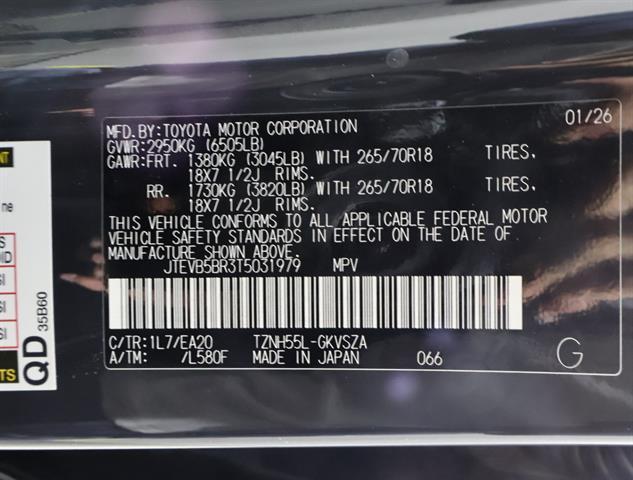 MFD.BY:TOYOTA MOTOR CORPORATION 01/26
GVWR:2950KG (6505LB)
GAWR:FRT. 1380KG (3045LB) WITH 265/70R18 TIRES.
18X7 1/2J RIMS.
RR. 1730KG (3820LB) WITH 265/70R18 TIRES.
18X7 1/2J RIMS.
THIS VEHICLE CONFORMS TO ALL APPLICABLE FEDERAL MOTOR
VEHICLE SAFETY STANDARDS IN EFFECT ON THE DATE OF
MANUFACTURE SHOWN ABOVE.
JTEVB5BR3T5031979 MPV
C/TR:1L7/EA20 TZNH55L-GKVSZA
A/TM: /L580F MADE IN JAPAN 066 G
QD
35B60